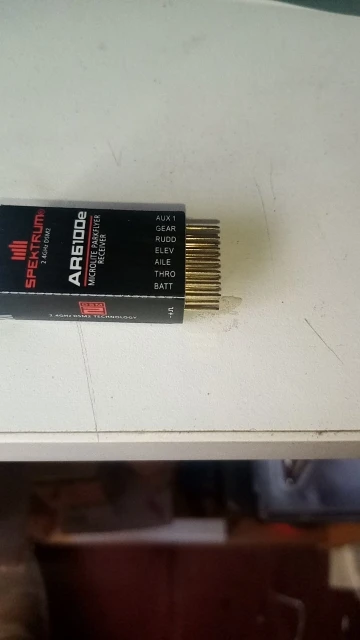 SPEKTRUM
2.4GHz DSM2
AR6100e
MICROLITE PARKFLYER
RECEIVER
AUX 1
GEAR
RUDD
ELEV
AILE
THRO
BATT
2.4GHz DSM2 TECHNOLOGY